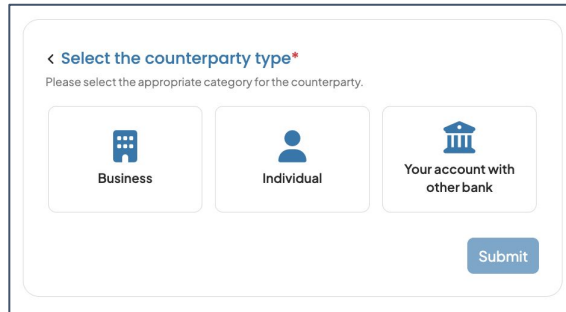 Select the counterparty type*
Please select the appropriate category for the counterparty.
Business
Individual
Your account with
other bank
Submit